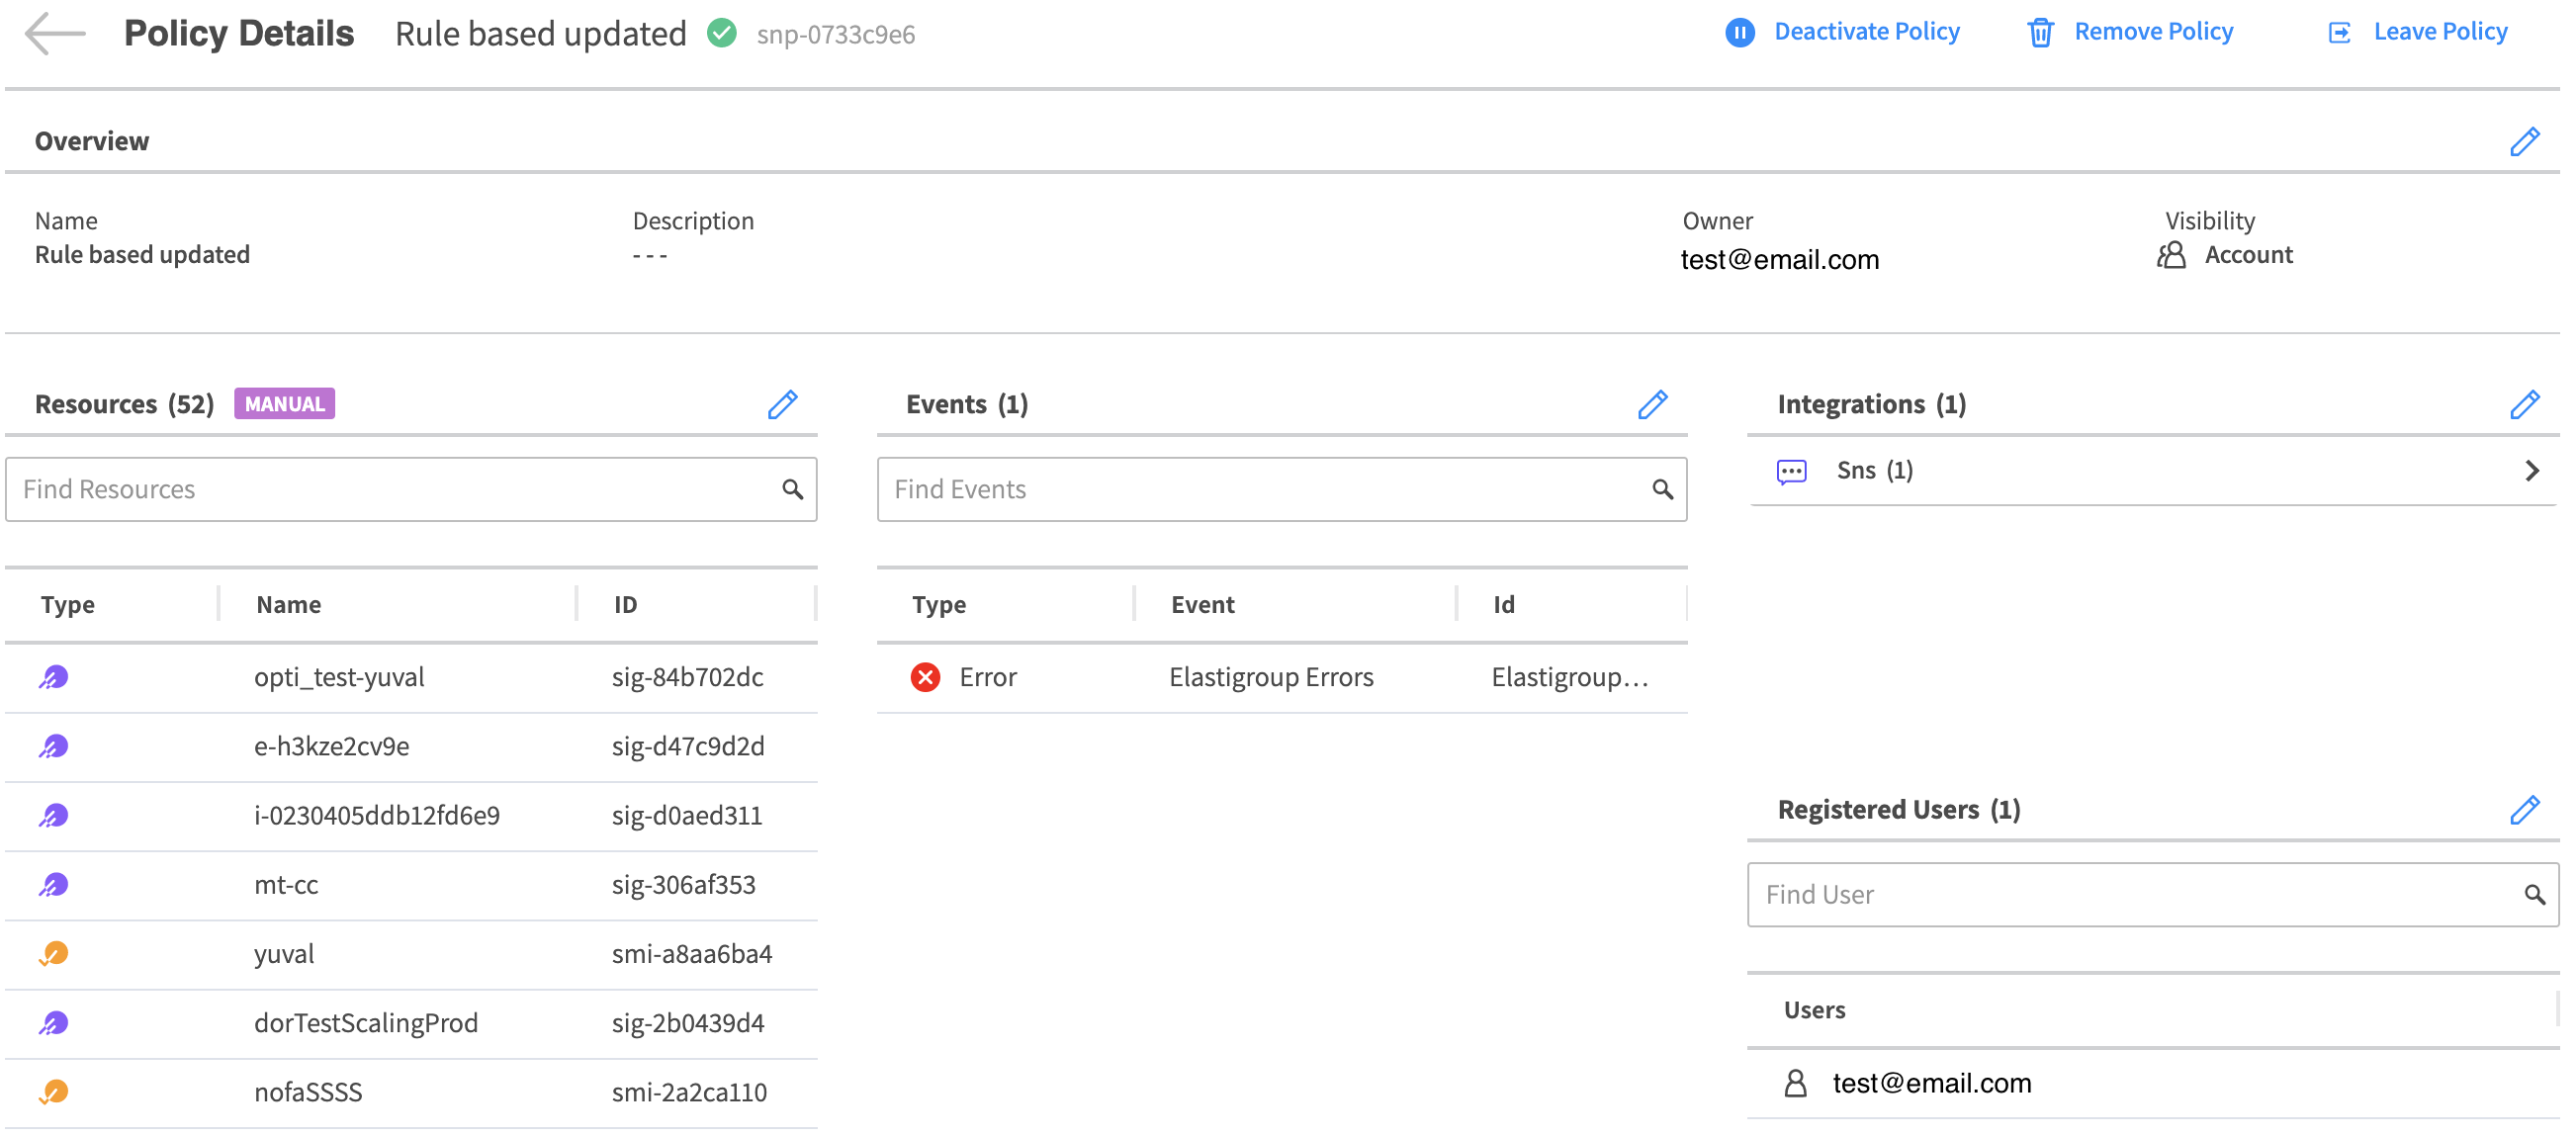 Policy Details Rule based updated snp-0733c9e6 Deactivate Policy Remove Policy Leave Policy
Overview
Name Description Owner Visibility
Rule based updated --- test@email.com Account
Resources (52) MANUAL
Find Resources
Type Name ID
opti_test-yuval sig-84b702dc
e-h3kze2cv9e sig-d47c9d2d
i-0230405ddb12fd6e9 sig-d0aed311
mt-cc sig-306af353
yuval smi-a8aa6ba4
dorTestScalingProd sig-2b0439d4
nofaSSSS smi-2a2ca110
Events (1)
Find Events
Type Event Id
Error Elastigroup Errors Elastigroup...
Integrations (1)
Sns (1)
Registered Users (1)
Find User
Users
test@email.com